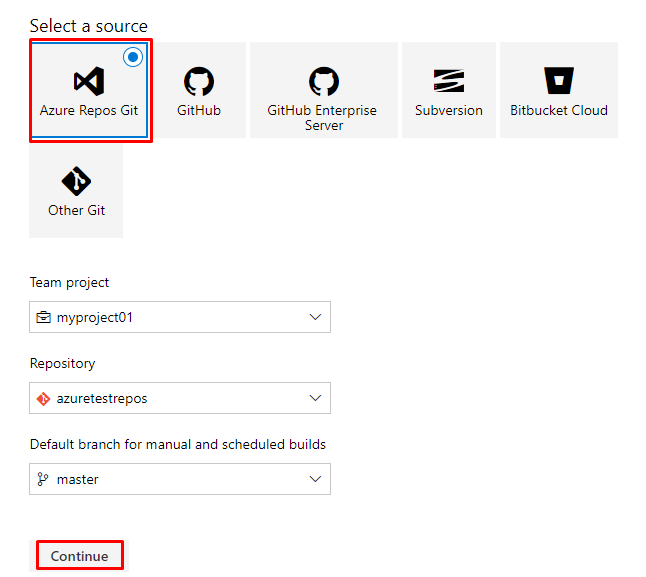 Select a source
Azure Repos Git
GitHub
GitHub Enterprise
Server
Subversion
Bitbucket Cloud
Other Git
Team project
myproject01
Repository
azuretestrepos
Default branch for manual and scheduled builds
master
Continue